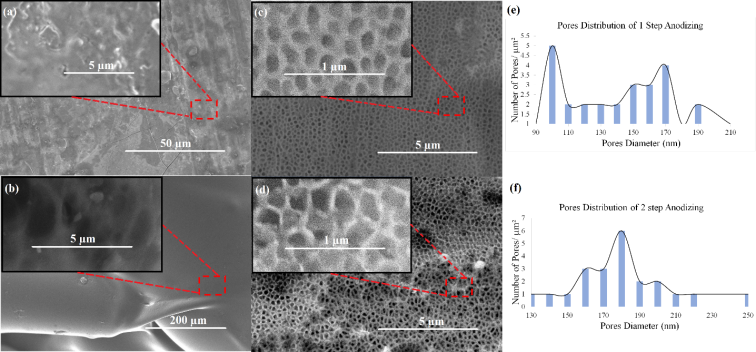 (a)
5 µm
50 µm
(b)
5 µm
200 µm
(c)
1 µm
5 µm
(d)
1 µm
5 µm
(e)
Pores Distribution of 1 Step Anodizing
Number of Pores/ µm²
5.5
5
4.5
4
3.5
3
2.5
2
1.5
1
90 110 130 150 170 190 210
Pores Diameter (nm)
(f)
Pores Distribution of 2 step Anodizing
Number of Pores/ µm²
7
6
5
4
3
2
1
0
130 150 170 190 210 230 250
Pores Diameter (nm)